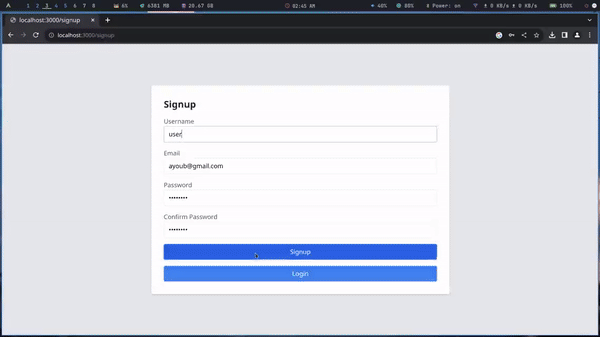 1 2 3 4 5 6 7 8 6% 6381 MB 20.67 GB 02:45 AM 40% 80% Power: on 0 KB/s 0 KB/s 100%
localhost:3000/signup
localhost:3000/signup
Signup
Username
user
Email
ayoub@gmail.com
Password
••••••••
Confirm Password
••••••••
Signup
Login